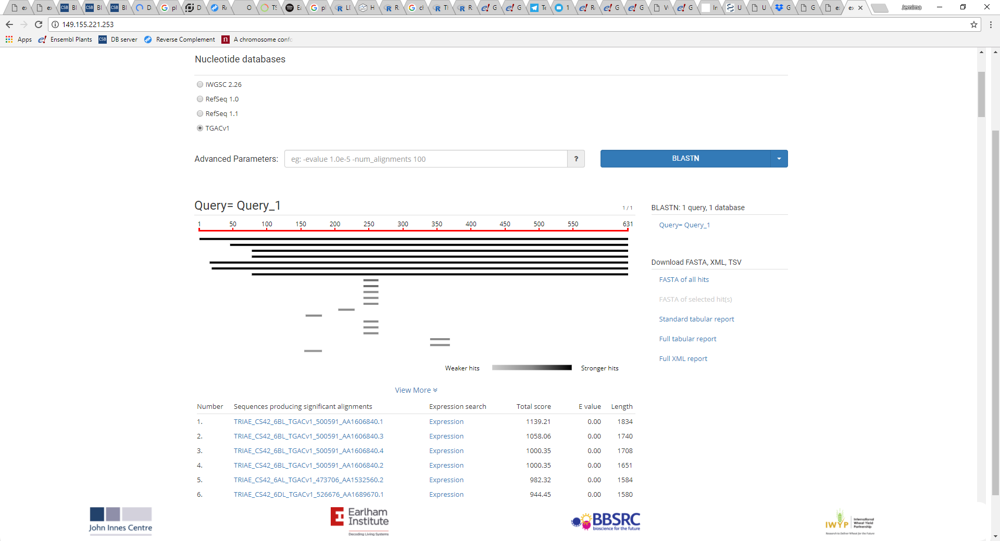 Jemima
149.155.221.253
Apps Ensembl Plants CSB DB server Reverse Complement n A chromosome confo
Nucleotide databases
IWGSC 2.26
RefSeq 1.0
RefSeq 1.1
TGACv1
Advanced Parameters: eg: -evalue 1.0e-5 -num_alignments 100 ? BLASTN
Query= Query_1 1 / 1
BLASTN: 1 query, 1 database
1 50 100 150 200 250 300 350 400 450 500 550 631
Query= Query_1
Download FASTA, XML, TSV
FASTA of all hits
FASTA of selected hit(s)
Standard tabular report
Full tabular report
Full XML report
Weaker hits Stronger hits
View More
Number Sequences producing significant alignments Expression search Total score E value Length
1. TRIAE_CS42_6BL_TGACv1_500591_AA1606840.1 Expression 1139.21 0.00 1834
2. TRIAE_CS42_6BL_TGACv1_500591_AA1606840.3 Expression 1058.06 0.00 1740
3. TRIAE_CS42_6BL_TGACv1_500591_AA1606840.4 Expression 1000.35 0.00 1708
4. TRIAE_CS42_6BL_TGACv1_500591_AA1606840.2 Expression 1000.35 0.00 1651
5. TRIAE_CS42_6AL_TGACv1_473706_AA1532560.2 Expression 982.32 0.00 1584
6. TRIAE_CS42_6DL_TGACv1_526676_AA1689670.1 Expression 944.45 0.00 1580
John Innes Centre
Earlham
Institute
Decoding Living Systems
BBSRC
bioscience for the future
IWYP
International
Wheat Yield
Partnership
Research to Deliver Wheat for the Future